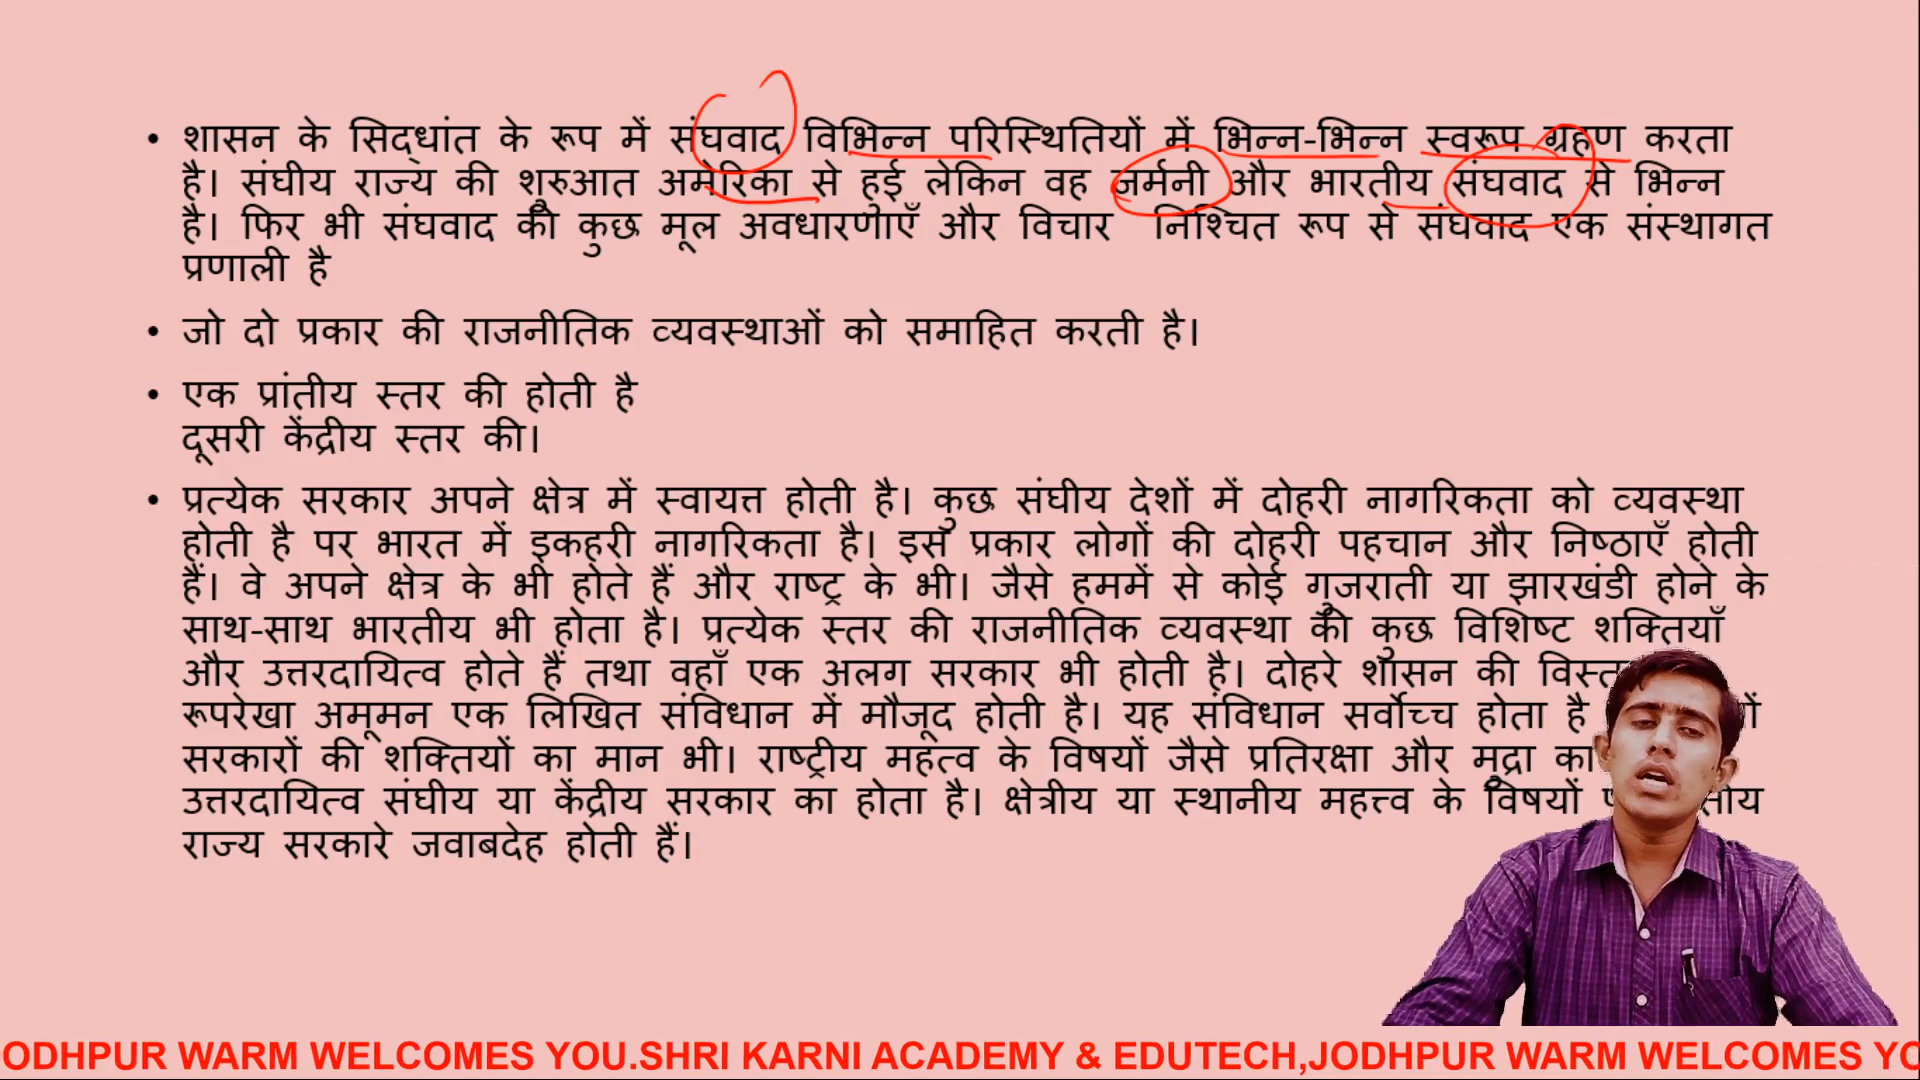 • शासन के सिद्धांत के रूप में संघवाद विभिन्न परिस्थितियों में भिन्न-भिन्न स्वरूप ग्रहण करता
है। संघीय राज्य की शुरुआत अमेरिका से हुई लेकिन वह जर्मनी और भारतीय संघवाद से भिन्न
है। फिर भी संघवाद की कुछ मूल अवधारणाएँ और विचार निश्चित रूप से संघवाद एक संस्थागत
प्रणाली है
• जो दो प्रकार की राजनीतिक व्यवस्थाओं को समाहित करती है।
• एक प्रांतीय स्तर की होती है
दूसरी केंद्रीय स्तर की।
• प्रत्येक सरकार अपने क्षेत्र में स्वायत्त होती है। कुछ संघीय देशों में दोहरी नागरिकता को व्यवस्था
होती है पर भारत में इकहरी नागरिकता है। इस प्रकार लोगों की दोहरी पहचान और निष्ठाएँ होती
हैं। वे अपने क्षेत्र के भी होते हैं और राष्ट्र के भी। जैसे हममें से कोई गुजराती या झारखंडी होने के
साथ-साथ भारतीय भी होता है। प्रत्येक स्तर की राजनीतिक व्यवस्था की कुछ विशिष्ट शक्तियाँ
और उत्तरदायित्व होते हैं तथा वहाँ एक अलग सरकार भी होती है। दोहरे शासन की
रूपरेखा अमूमन एक लिखित संविधान में मौजूद होती है। यह संविधान सर्वोच्च होता है
सरकारों की शक्तियों का मान भी। राष्ट्रीय महत्व के विषयों जैसे प्रतिरक्षा और मुद्रा का
उत्तरदायित्व संघीय या केंद्रीय सरकार का होता है। क्षेत्रीय या स्थानीय महत्त्व के विषयों
राज्य सरकारे जवाबदेह होती हैं।
ODHPUR WARM WELCOMES YOU.SHRI KARNI ACADEMY & EDUTECH,JODHPUR WARM WELCOMES YO